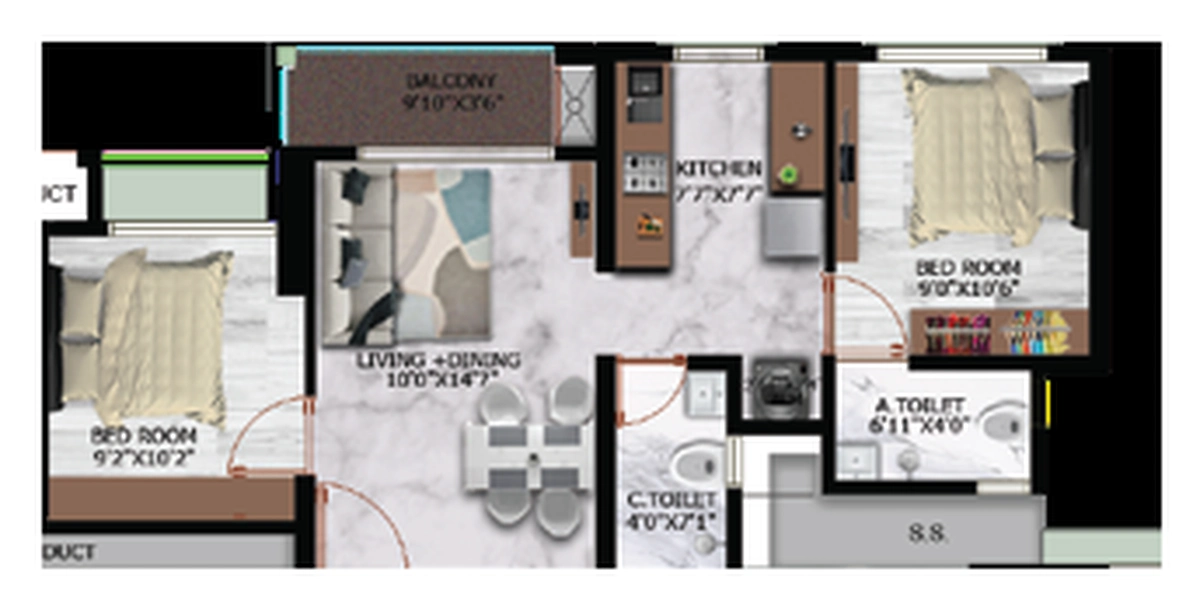 BALCONY
9'10"X3'6"
UCT
KITCHEN
7'7"X7'7"
BED ROOM
9'0"X10'6"
LIVING +DINING
10'0"X14'7"
A.TOILET
6'11"X4'0"
BED ROOM
9'2"X10'2"
C.TOILET
4'0"X7'1"
S.S.
DUCT